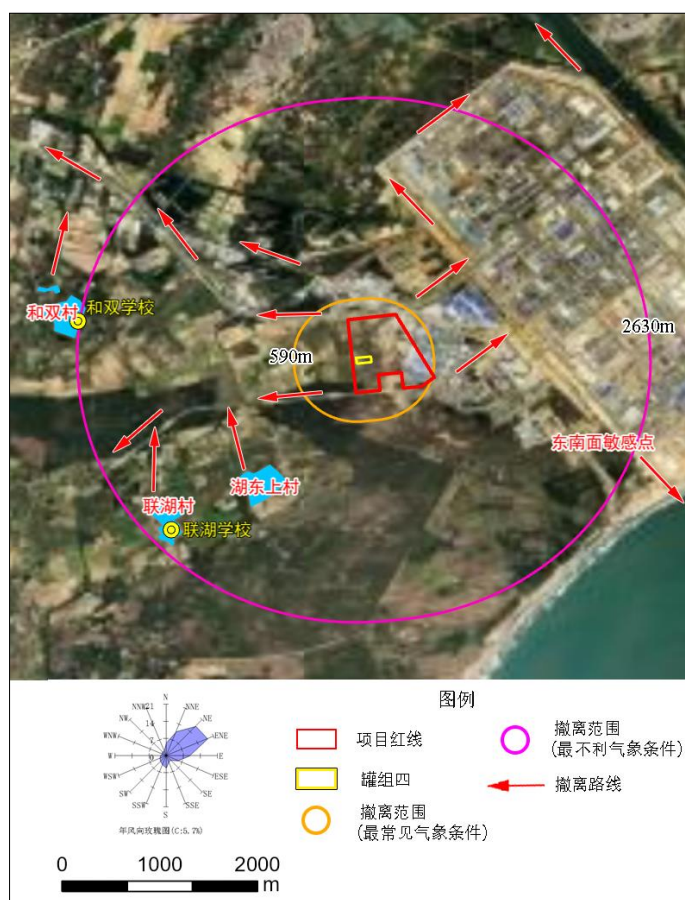 和双村
和双学校
590m
2630m
东南面敏感点
湖东上村
联湖村
联湖学校
图例
项目红线
罐组四
撤离范围
(最常见气象条件)
撤离范围
(最不利气象条件)
撤离路线
N
NNE
NE
ENE
E
ESE
SE
SSE
S
SSW
SW
WSW
W
WNW
NW
NNW
21
14
7
0
年风向玫瑰图(C:5.7%)
0 1000 2000
m